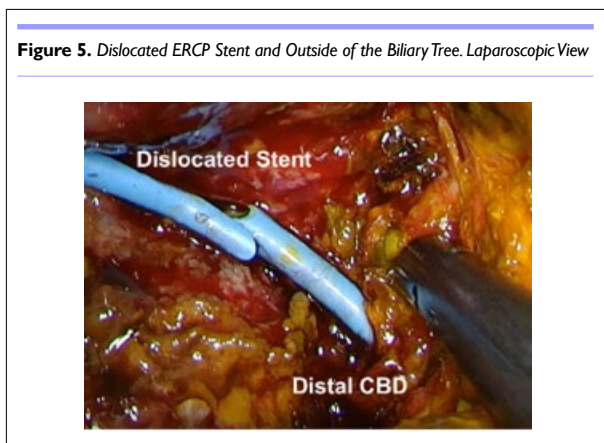 Figure 5. Dislocated ERCP Stent and Outside of the Biliary Tree. Laparoscopic View
Dislocated Stent
Distal CBD